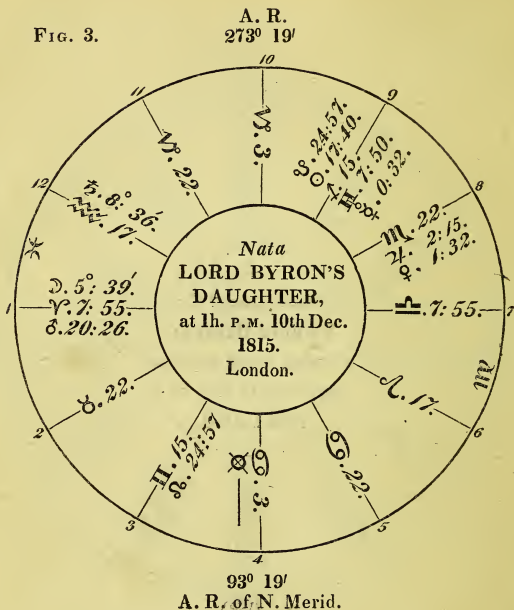 FIG. 3.
A. R.
273° 19′
10
♑. 3.
11
♑. 22.
12
♄. 8° 36′.
♒. 17.
♓
1
☽. 5° 39′.
♈. 7: 55.
♂. 20: 26.
2
♉. 22.
3
♊. 15:
☊. 24:57
4
⊗
♋. 3.
5
♋. 22.
6
♌. 17.
♍
7
♎. 7: 55.
8
♏. 22.
♃. 2: 15.
♀. 1: 32.
9
☋. 24:57.
☉. 17:40.
♐. 15.
♅. 7: 50.
☿. 0: 32.
Nata
LORD BYRON'S
DAUGHTER,
at 1h. P.M. 10th Dec.
1815.
London.
93° 19′
A. R. of N. Merid.